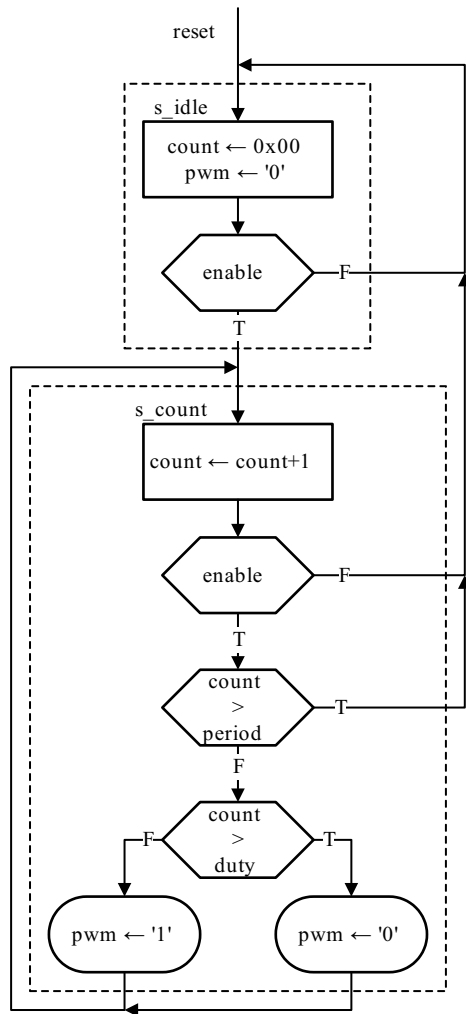 reset
s_idle
count ← 0x00
pwm ← '0'
enable
F
T
s_count
count ← count+1
enable
F
T
count
>
period
T
F
count
>
duty
F
T
pwm ← '1'
pwm ← '0'